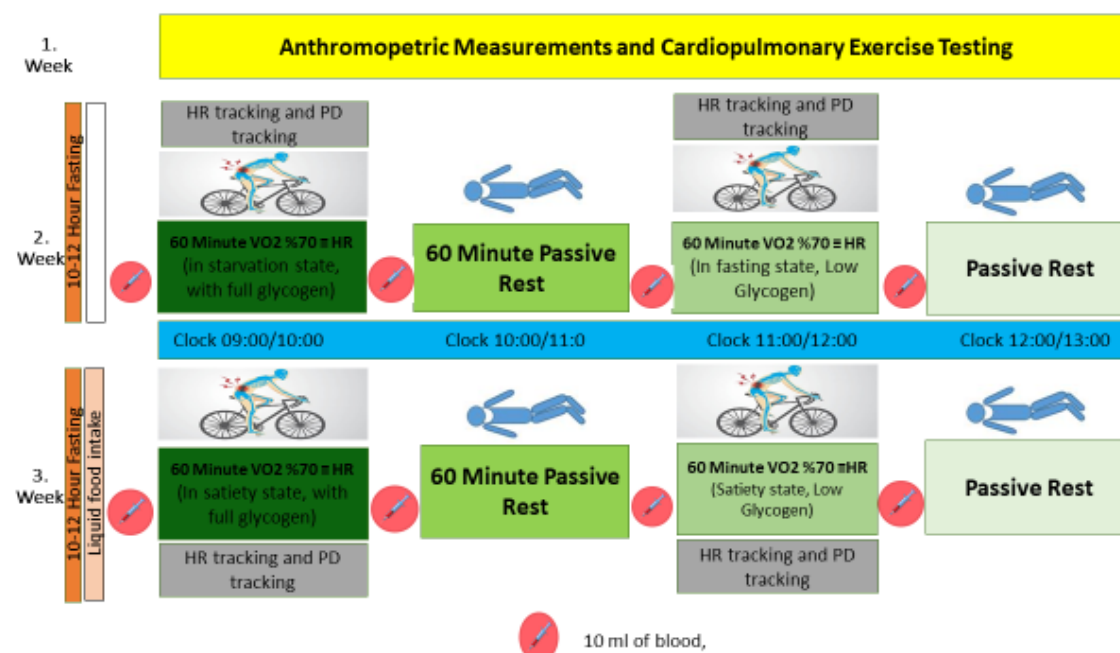 1.
Week
Anthromopetric Measurements and Cardiopulmonary Exercise Testing
10-12 Hour Fasting
HR tracking and PD
tracking
HR tracking and PD
tracking
2.
Week
60 Minute VO2 %70 ≡ HR
(in starvation state,
with full glycogen)
60 Minute Passive
Rest
60 Minute VO2 %70 ≡ HR
(In fasting state, Low
Glycogen)
Passive Rest
Clock 09:00/10:00
Clock 10:00/11:0
Clock 11:00/12:00
Clock 12:00/13:00
3.
Week
10-12 Hour Fasting
Liquid food intake
60 Minute VO2 %70 ≡ HR
(In satiety state, with
full glycogen)
60 Minute Passive
Rest
60 Minute VO2 %70 ≡HR
(Satiety state, Low
Glycogen)
Passive Rest
HR tracking and PD
tracking
HR tracking and PD
tracking
10 ml of blood,